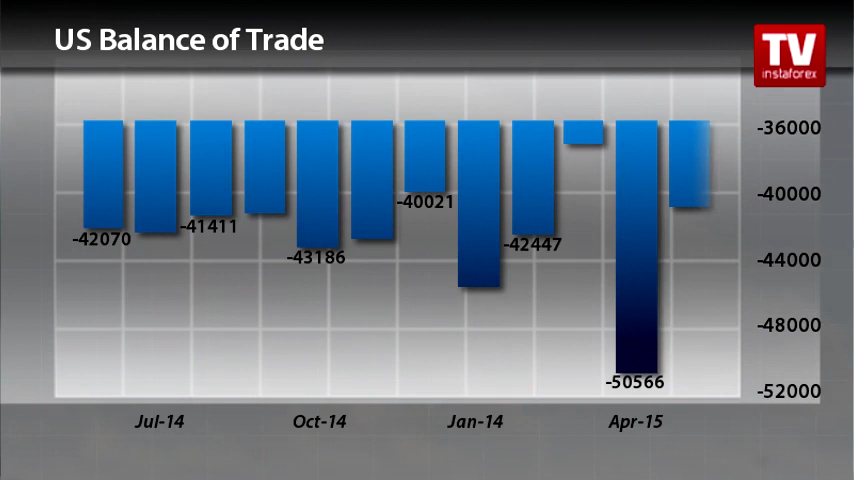 US Balance of Trade
TV
instaforex
-36000
-40000
-40021
-41411
-42070
-42447
-43186
-44000
-48000
-50566
-52000
Jul-14 Oct-14 Jan-14 Apr-15